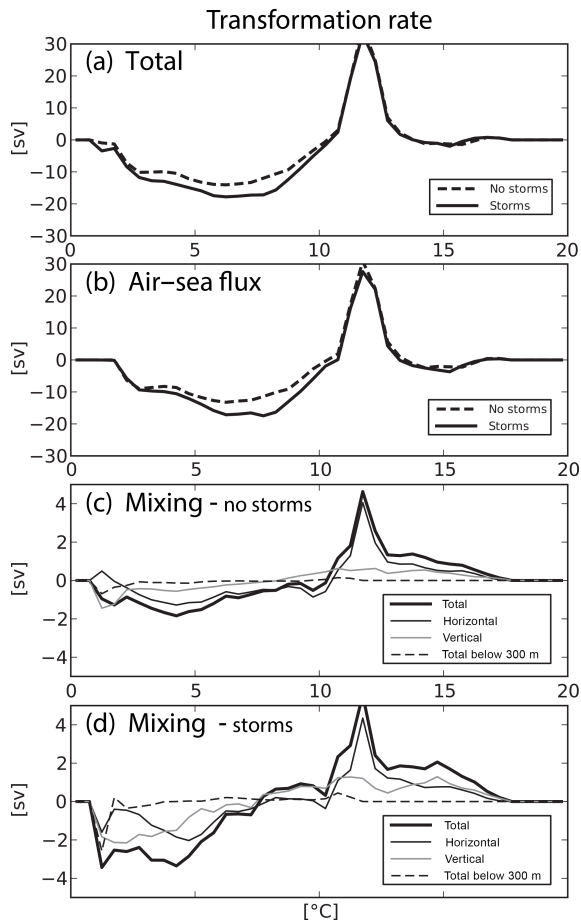 Transformation rate
(a) Total
[sv]
30
20
10
0
−10
−20
−30
No storms
Storms
0 5 10 15 20
(b) Air−sea flux
[sv]
30
20
10
0
−10
−20
−30
No storms
Storms
0 5 10 15 20
(c) Mixing - no storms
[sv]
4
2
0
−2
−4
Total
Horizontal
Vertical
Total below 300 m
0 5 10 15 20
(d) Mixing - storms
[sv]
4
2
0
−2
−4
Total
Horizontal
Vertical
Total below 300 m
[°C]